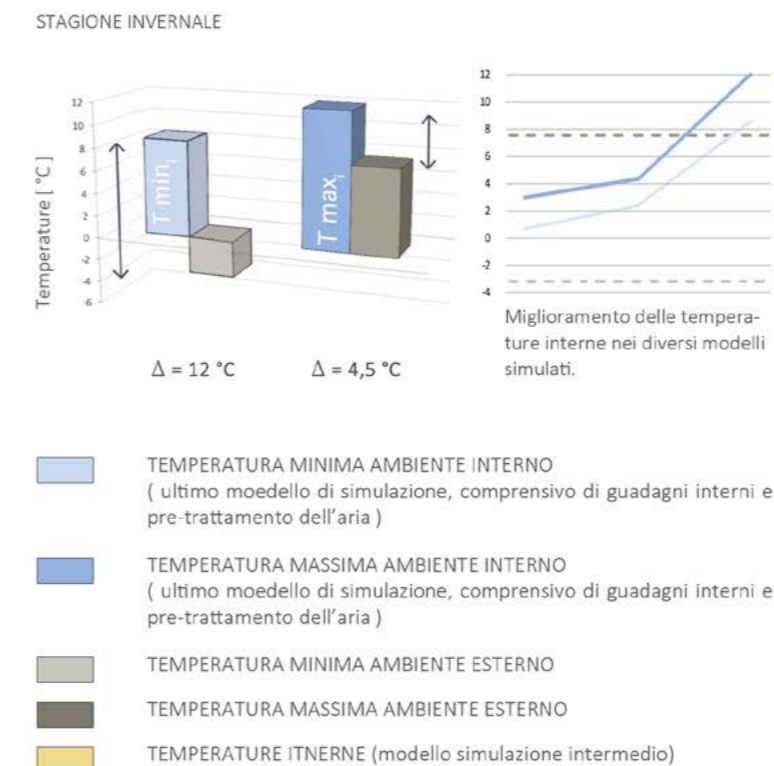 STAGIONE INVERNALE
Temperature [ °C]
12
10
8
6
4
2
0
-2
-4
6
T min i
T max i
Δ = 12 °C
Δ = 4,5 °C
12
10
8
6
4
2
0
-2
-4
Miglioramento delle tempera-
ture interne nei diversi modelli
simulati.
TEMPERATURA MINIMA AMBIENTE INTERNO
( ultimo moedello di simulazione, comprensivo di guadagni interni e
pre-trattamento dell'aria )
TEMPERATURA MASSIMA AMBIENTE INTERNO
( ultimo moedello di simulazione, comprensivo di guadagni interni e
pre-trattamento dell'aria )
TEMPERATURA MINIMA AMBIENTE ESTERNO
TEMPERATURA MASSIMA AMBIENTE ESTERNO
TEMPERATURE ITNERNE (modello simulazione intermedio)